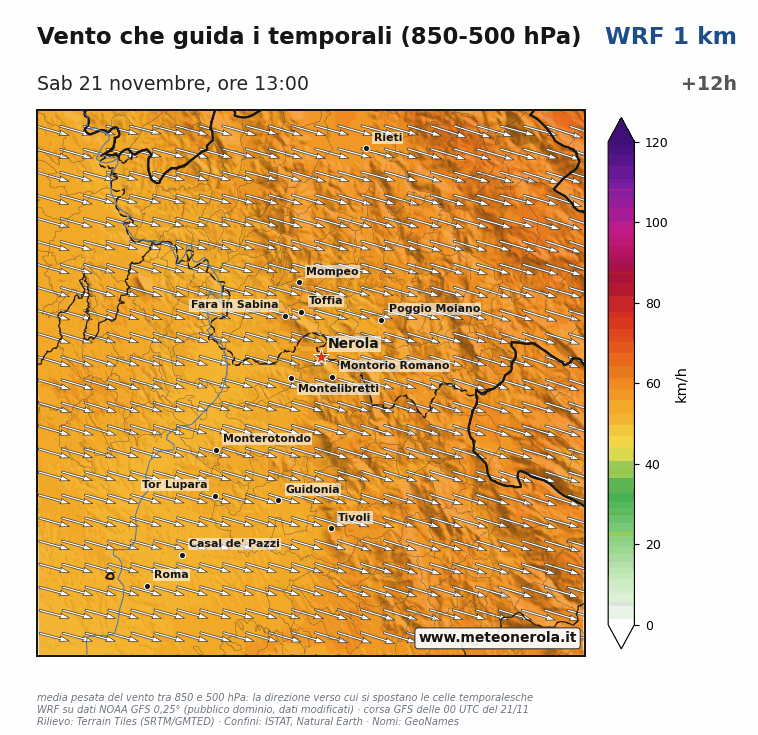 Vento che guida i temporali (850-500 hPa) WRF 1 km
Sab 21 novembre, ore 13:00 +12h
Rieti
Mompeo
Fara in Sabina
Toffia
Poggio Moiano
Nerola
Montorio Romano
Montelibretti
Monterotondo
Tor Lupara
Guidonia
Tivoli
Casal de' Pazzi
Roma
www.meteonerola.it
120
100
80
60
40
20
0
km/h
media pesata del vento tra 850 e 500 hPa: la direzione verso cui si spostano le celle temporalesche
WRF su dati NOAA GFS 0,25° (pubblico dominio, dati modificati) · corsa GFS delle 00 UTC del 21/11
Rilievo: Terrain Tiles (SRTM/GMTED) · Confini: ISTAT, Natural Earth · Nomi: GeoNames